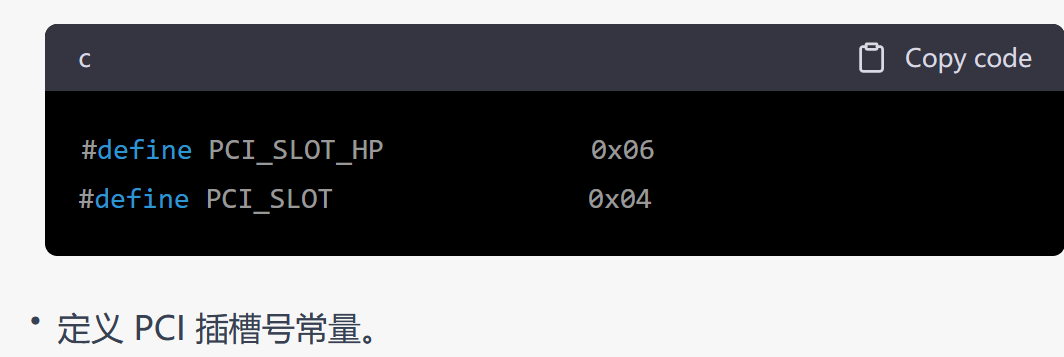 c Copy code
#define PCI_SLOT_HP 0x06
#define PCI_SLOT 0x04
• 定义 PCI 插槽号常量。